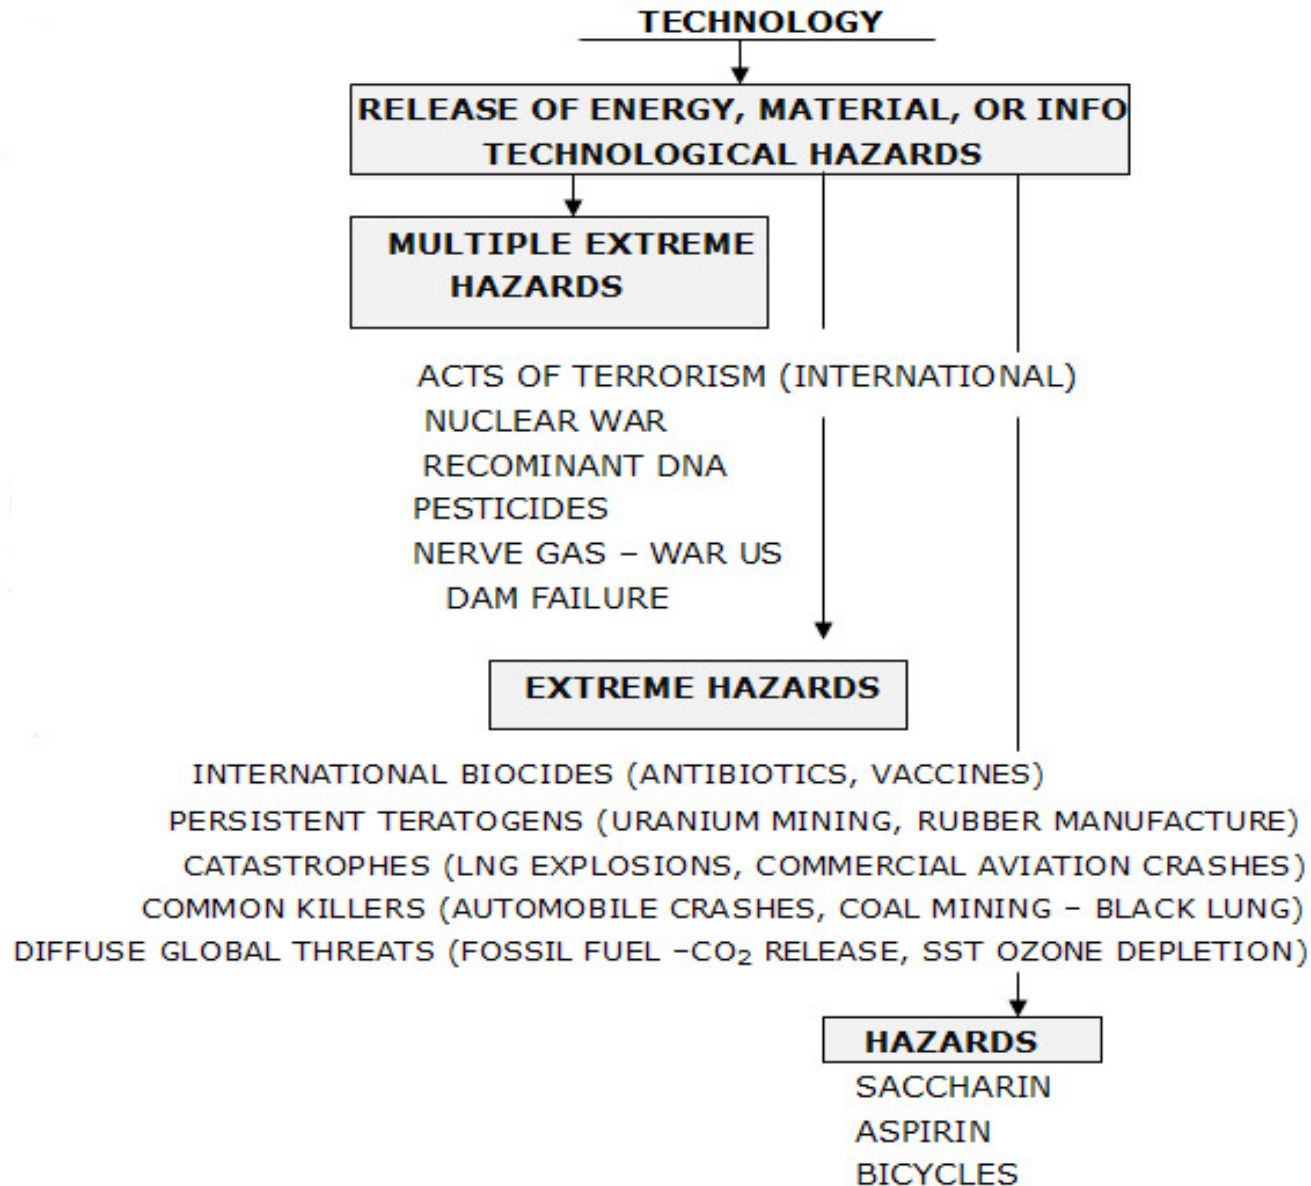 TECHNOLOGY
RELEASE OF ENERGY, MATERIAL, OR INFO
TECHNOLOGICAL HAZARDS
MULTIPLE EXTREME
HAZARDS
ACTS OF TERRORISM (INTERNATIONAL)
NUCLEAR WAR
RECOMINANT DNA
PESTICIDES
NERVE GAS – WAR US
DAM FAILURE
EXTREME HAZARDS
INTERNATIONAL BIOCIDES (ANTIBIOTICS, VACCINES)
PERSISTENT TERATOGENS (URANIUM MINING, RUBBER MANUFACTURE)
CATASTROPHES (LNG EXPLOSIONS, COMMERCIAL AVIATION CRASHES)
COMMON KILLERS (AUTOMOBILE CRASHES, COAL MINING – BLACK LUNG)
DIFFUSE GLOBAL THREATS (FOSSIL FUEL –CO₂ RELEASE, SST OZONE DEPLETION)
HAZARDS
SACCHARIN
ASPIRIN
BICYCLES